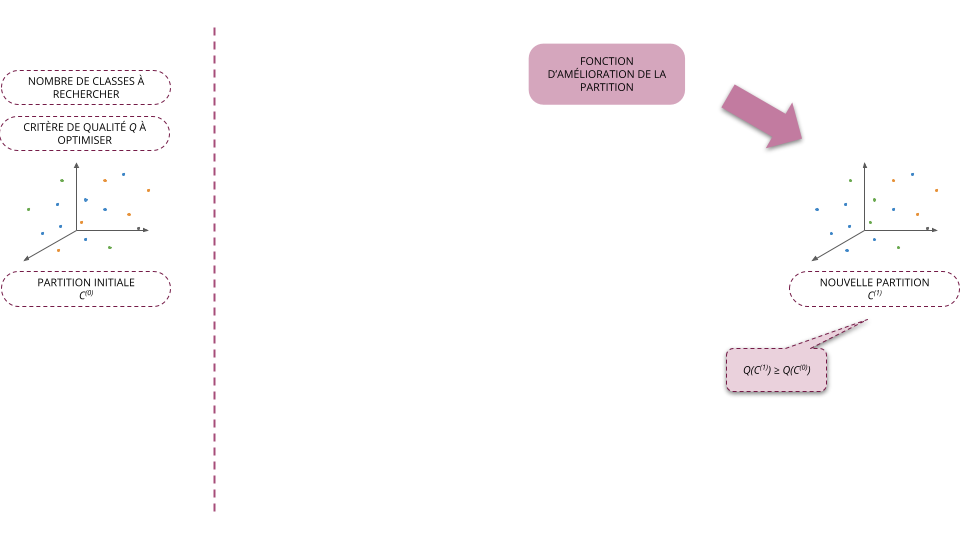 NOMBRE DE CLASSES À
RECHERCHER
CRITÈRE DE QUALITÉ Q À
OPTIMISER
PARTITION INITIALE
C⁽⁰⁾
FONCTION
D’AMÉLIORATION DE LA
PARTITION
NOUVELLE PARTITION
C⁽¹⁾
Q(C⁽¹⁾) ≥ Q(C⁽⁰⁾)